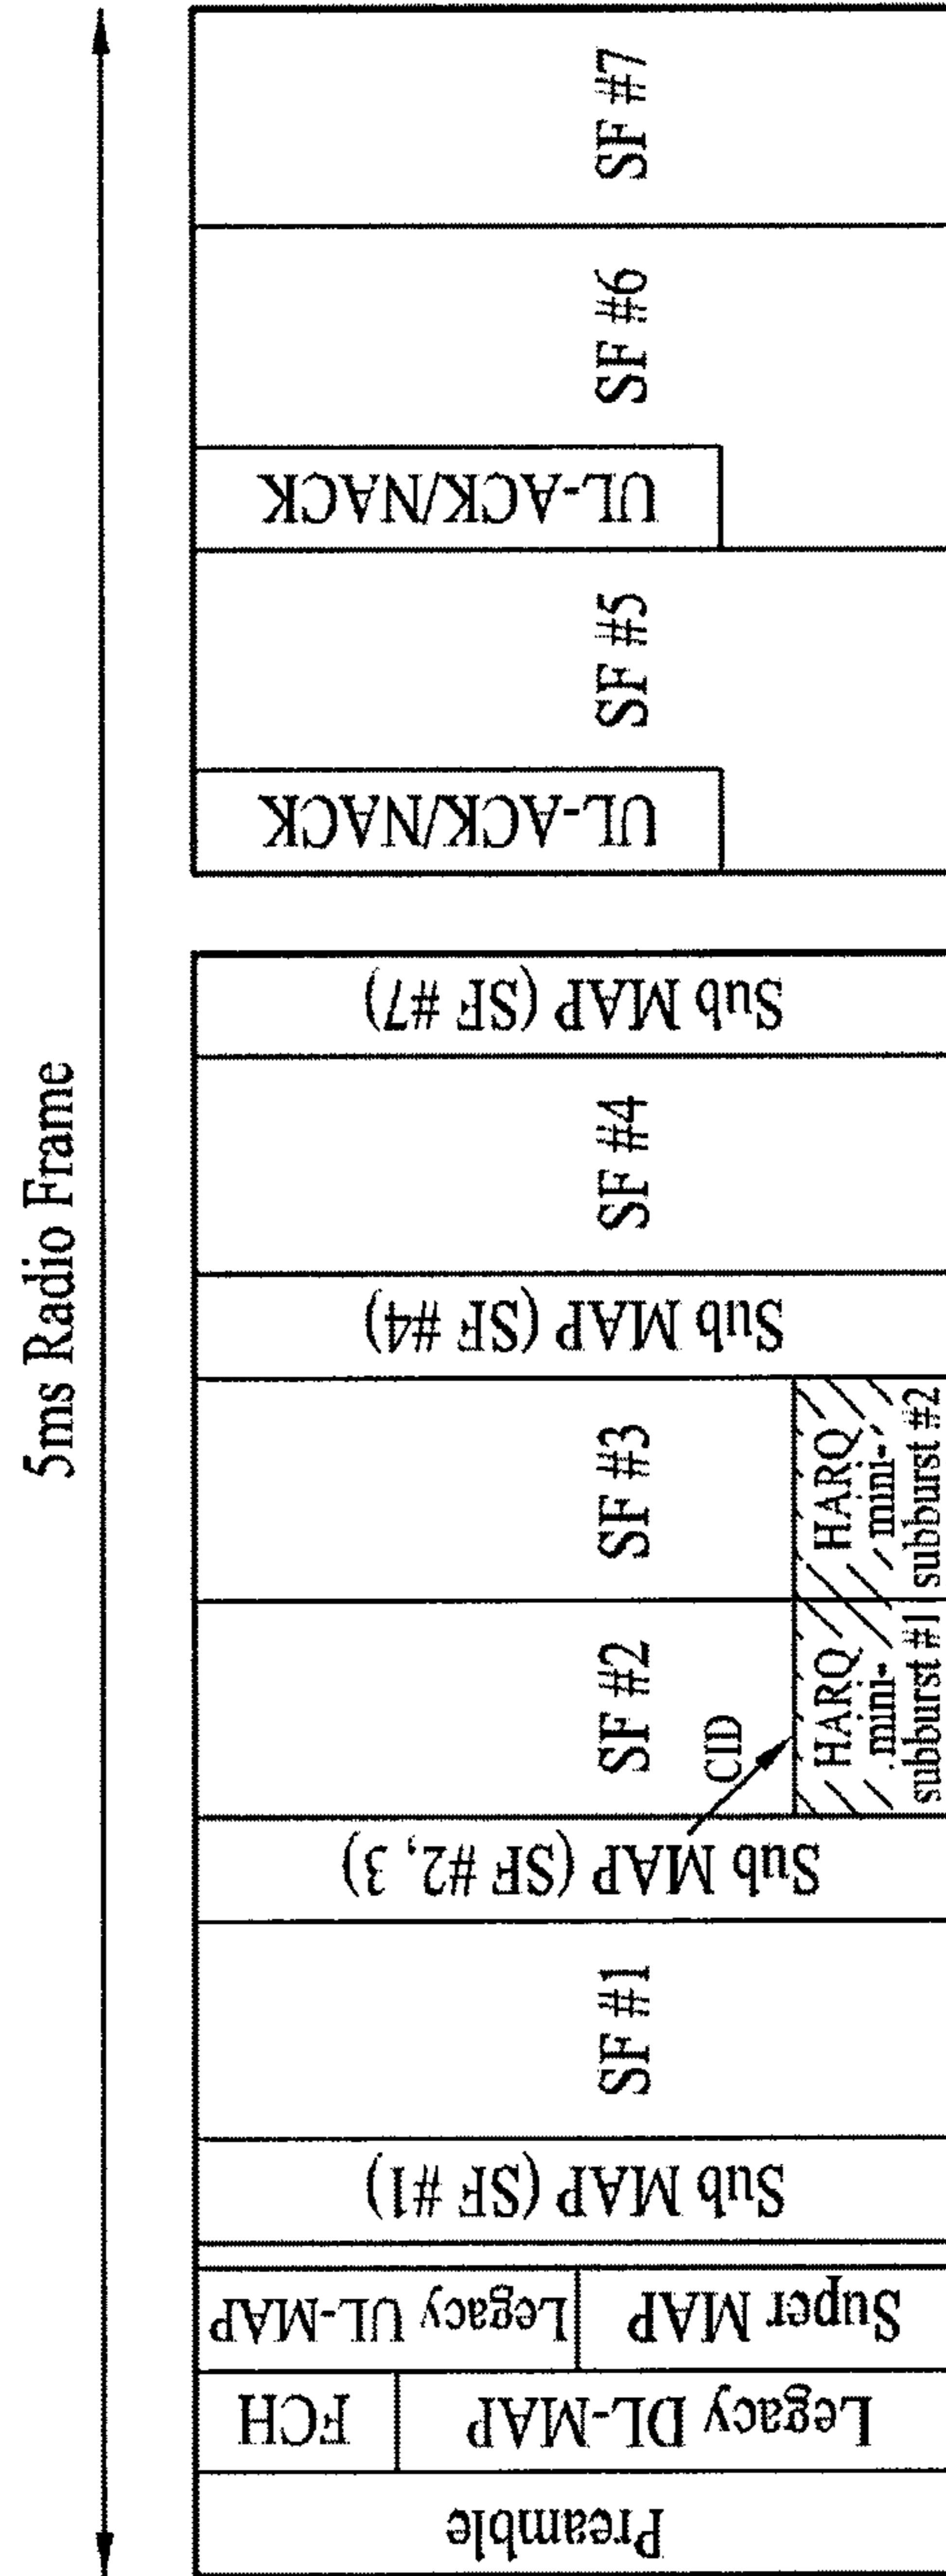 5ms Radio Frame
Preamble
FCH
Legacy DL-MAP
Legacy UL-MAP
Super MAP
Sub MAP (SF #1)
SF #1
Sub MAP (SF #2, 3)
CID
SF #2
HARQ
mini-
subburst #1
SF #3
HARQ
mini-
subburst #2
Sub MAP (SF #4)
SF #4
Sub MAP (SF #7)
UL-ACK/NACK
SF #5
UL-ACK/NACK
SF #6
SF #7